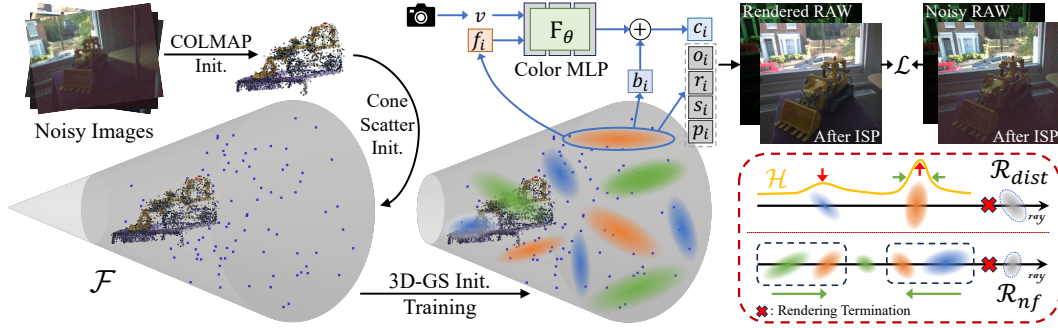 Noisy Images
COLMAP
Init.
Cone
Scatter
Init.
𝓕
3D-GS Init.
Training
v
f_i
F_θ
Color MLP
+
b_i
c_i
o_i
r_i
s_i
p_i
Rendered RAW
After ISP
𝓛
Noisy RAW
After ISP
𝓗
𝓡_dist
ray
ray
𝓡_nf
: Rendering Termination